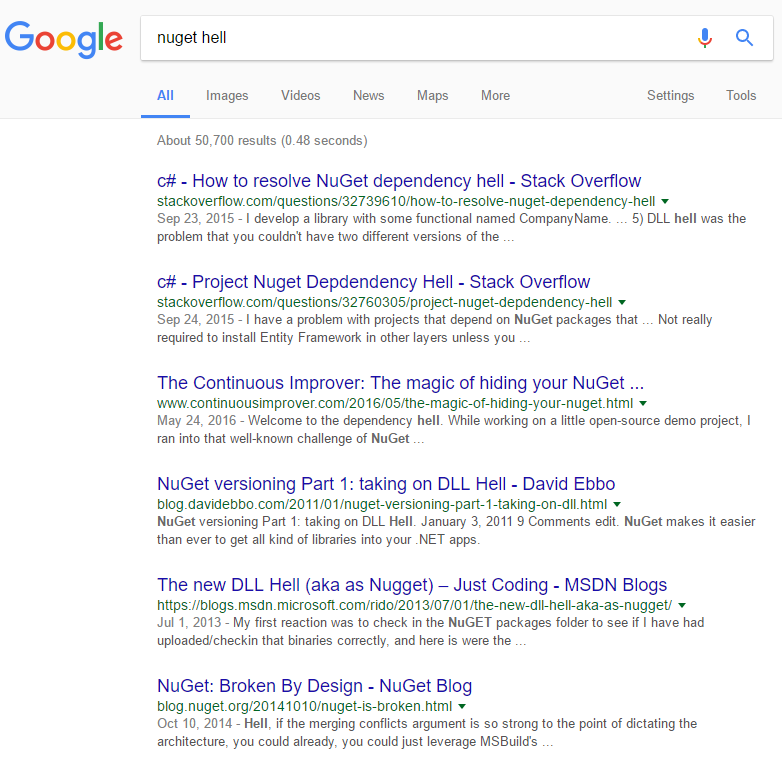 Google
nuget hell
All Images Videos News Maps More Settings Tools
About 50,700 results (0.48 seconds)
c# - How to resolve NuGet dependency hell - Stack Overflow
stackoverflow.com/questions/32739610/how-to-resolve-nuget-dependency-hell
Sep 23, 2015 - I develop a library with some functional named CompanyName. ... 5) DLL hell was the
problem that you couldn't have two different versions of the ...
c# - Project Nuget Depdendency Hell - Stack Overflow
stackoverflow.com/questions/32760305/project-nuget-depdendency-hell
Sep 24, 2015 - I have a problem with projects that depend on NuGet packages that ... Not really
required to install Entity Framework in other layers unless you ...
The Continuous Improver: The magic of hiding your NuGet ...
www.continuousimprover.com/2016/05/the-magic-of-hiding-your-nuget.html
May 24, 2016 - Welcome to the dependency hell. While working on a little open-source demo project, I
ran into that well-known challenge of NuGet ...
NuGet versioning Part 1: taking on DLL Hell - David Ebbo
blog.davidebbo.com/2011/01/nuget-versioning-part-1-taking-on-dll.html
NuGet versioning Part 1: taking on DLL Hell. January 3, 2011 9 Comments edit. NuGet makes it easier
than ever to get all kind of libraries into your .NET apps.
The new DLL Hell (aka as Nugget) – Just Coding - MSDN Blogs
https://blogs.msdn.microsoft.com/rido/2013/07/01/the-new-dll-hell-aka-as-nugget/
Jul 1, 2013 - My first reaction was to check in the NuGET packages folder to see if I have had
uploaded/checkin that binaries correctly, and here is were the ...
NuGet: Broken By Design - NuGet Blog
blog.nuget.org/20141010/nuget-is-broken.html
Oct 10, 2014 - Hell, if the merging conflicts argument is so strong to the point of dictating the
architecture, you could already, you could just leverage MSBuild's ...